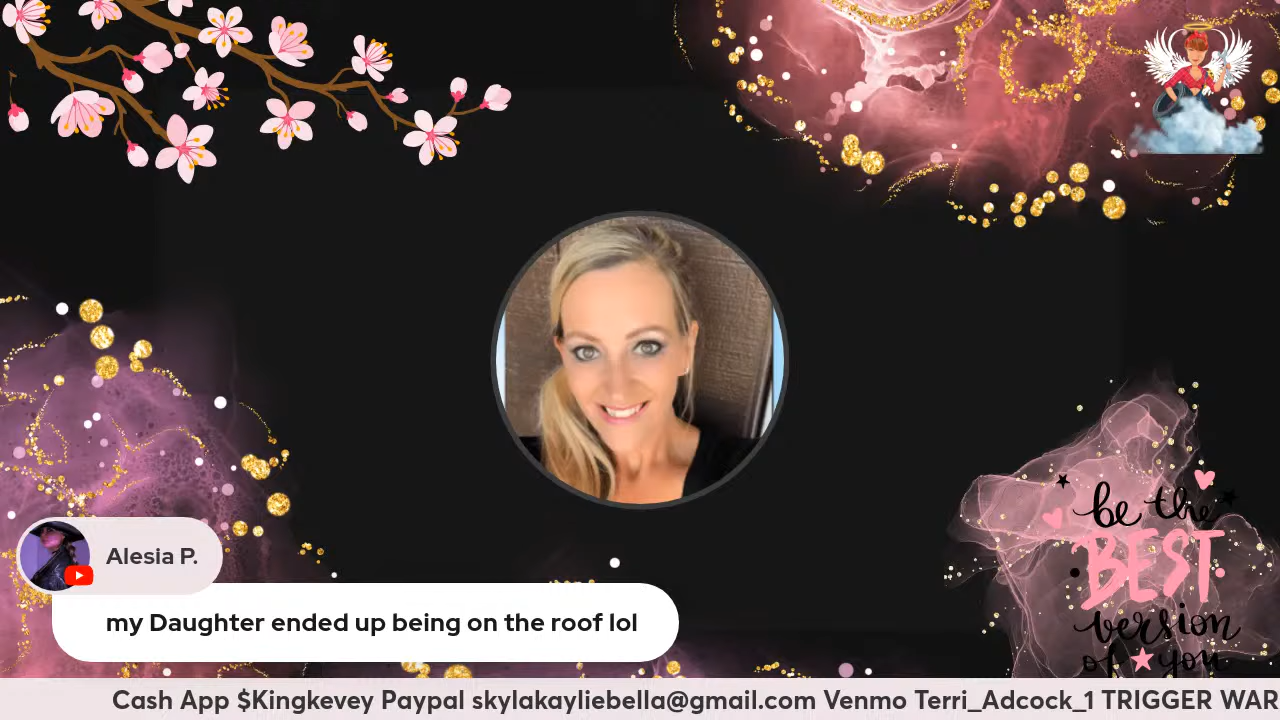 be the
BEST
version
of you
Alesia P.
my Daughter ended up being on the roof lol
Cash App $Kingkevey Paypal skylakayliebella@gmail.com Venmo Terri_Adcock_1 TRIGGER WAR